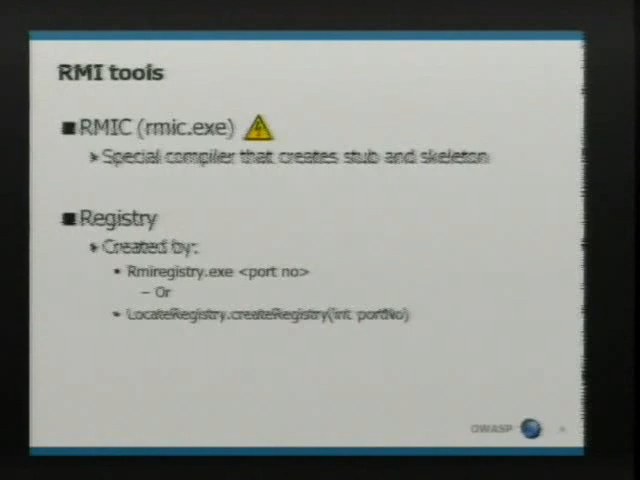 RMI tools
RMIC (rmic.exe)
Special compiler that creates stub and skeleton
Registry
Created by:
Rmiregistry.exe <port no>
– Or
LocateRegistry.createRegistry(int portNo)
OWASP